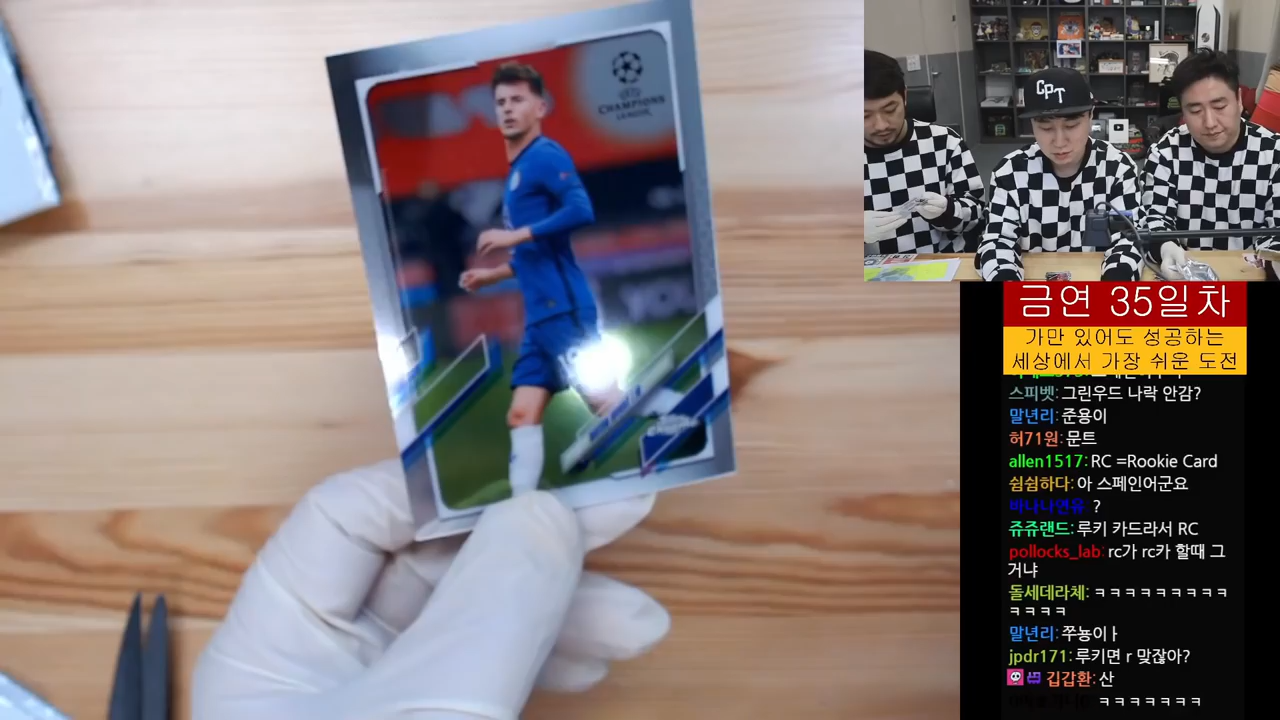 CHAMPIONS
LEAGUE
CPT
금연 35일차
가만 있어도 성공하는
세상에서 가장 쉬운 도전
스피벳: 그린우드 나락 안감?
말년리: 준용이
허71원: 문트
allen1517: RC =Rookie Card
쉼쉼하다: 아 스페인어군요
바나나연유: ?
쥬쥬랜드: 루키 카드라서 RC
pollocks_lab: rc가 rc카 할때 그
거냐
돌세데라체: ㅋㅋㅋㅋㅋㅋㅋㅋㅋ
ㅋㅋㅋㅋ
말년리: 쭈뇽이ㅏ
jpdr171: 루키면 r 맞잖아?
김갑환: 산
ㅋㅋㅋㅋㅋㅋㅋ